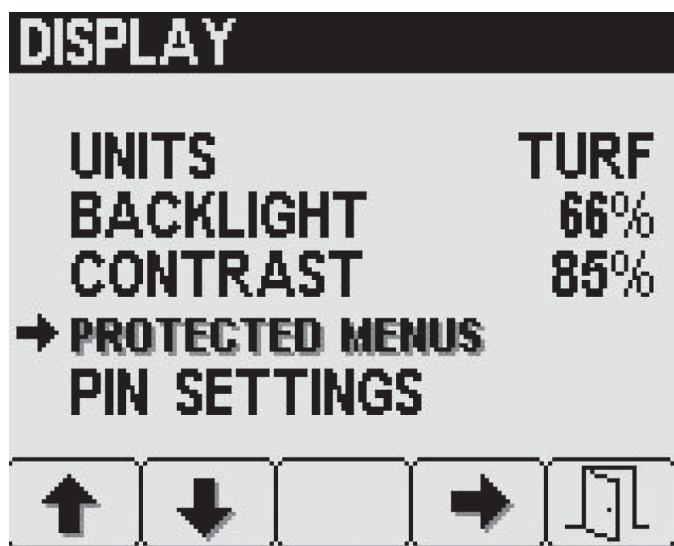 DISPLAY
UNITS TURF
BACKLIGHT 66%
CONTRAST 85%
PROTECTED MENUS
PIN SETTINGS